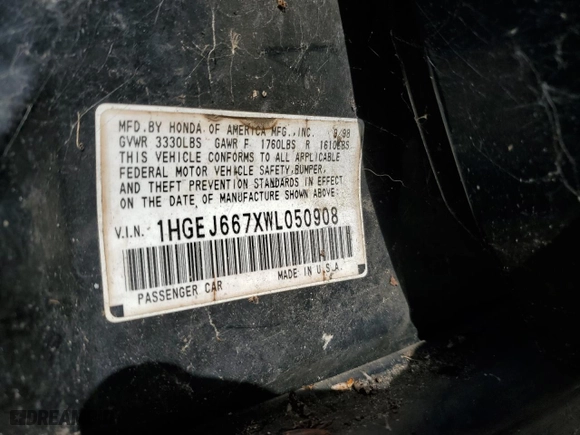 MFD. BY HONDA OF AMERICA MFG., INC. 8/98
GVWR 3330LBS GAWR F 1760LBS R 1610LBS
THIS VEHICLE CONFORMS TO ALL APPLICABLE
FEDERAL MOTOR VEHICLE SAFETY, BUMPER,
AND THEFT PREVENTION STANDARDS IN EFFECT
ON THE DATE OF MANUFACTURE SHOWN ABOVE.
V.I.N. 1HGEJ667XWL050908
PASSENGER CAR MADE IN U.S.A.